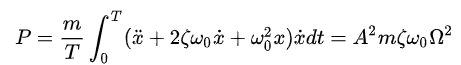 P = \frac{m}{T} \int_0^T (\ddot{x} + 2\zeta\omega_0\dot{x} + \omega_0^2 x)\dot{x}dt = A^2 m\zeta\omega_0\Omega^2